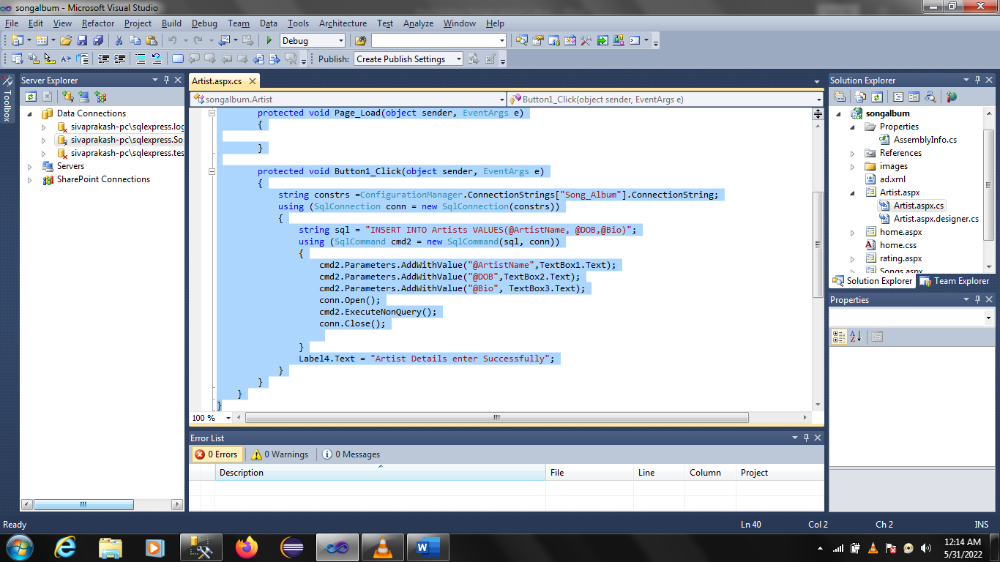 songalbum - Microsoft Visual Studio
File Edit View Refactor Project Build Debug Team Data Tools Architecture Test Analyze Window Help
Debug
Publish: Create Publish Settings
Toolbox
Server Explorer
Data Connections
sivaprakash-pc\sqlexpress.log
sivaprakash-pc\sqlexpress.So
sivaprakash-pc\sqlexpress.tes
Servers
SharePoint Connections
Artist.aspx.cs
songalbum.Artist
Button1_Click(object sender, EventArgs e)
protected void Page_Load(object sender, EventArgs e)
{
}
protected void Button1_Click(object sender, EventArgs e)
{
string constrs =ConfigurationManager.ConnectionStrings["Song_Album"].ConnectionString;
using (SqlConnection conn = new SqlConnection(constrs))
{
string sql = "INSERT INTO Artists VALUES(@ArtistName, @DOB,@Bio)";
using (SqlCommand cmd2 = new SqlCommand(sql, conn))
{
cmd2.Parameters.AddWithValue("@ArtistName",TextBox1.Text);
cmd2.Parameters.AddWithValue("@DOB",TextBox2.Text);
cmd2.Parameters.AddWithValue("@Bio", TextBox3.Text);
conn.Open();
cmd2.ExecuteNonQuery();
conn.Close();
}
Label4.Text = "Artist Details enter Successfully";
}
}
}
}
100 %
Error List
0 Errors 0 Warnings 0 Messages
Description File Line Column Project
Solution Explorer
songalbum
Properties
AssemblyInfo.cs
References
images
ad.xml
Artist.aspx
Artist.aspx.cs
Artist.aspx.designer.cs
home.aspx
home.css
rating.aspx
Songs.aspx
Solution Explorer Team Explorer
Properties
Ready Ln 40 Col 2 Ch 2 INS
12:14 AM
5/31/2022